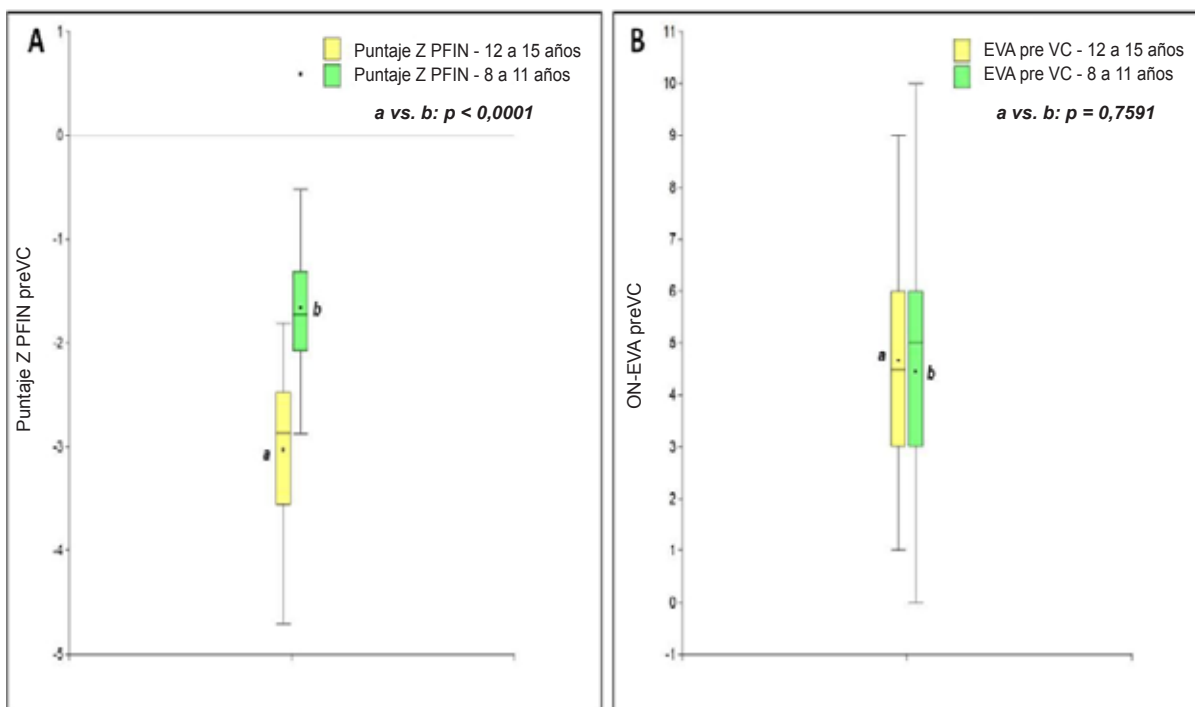 A
Puntaje Z PFIN - 12 a 15 años
Puntaje Z PFIN - 8 a 11 años
a vs. b: p < 0,0001
Puntaje Z PFIN preVC
1
0
-1
-2
-3
-4
-5
a
b
B
EVA pre VC - 12 a 15 años
EVA pre VC - 8 a 11 años
a vs. b: p = 0,7591
ON-EVA preVC
11
10
9
8
7
6
5
4
3
2
1
0
-1
a
b